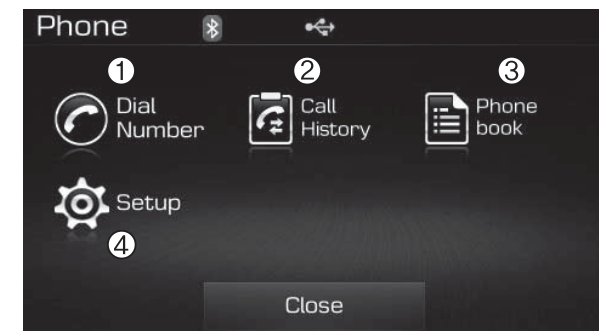 Phone
① ② ③
Dial
Number
Call
History
Phone
book
Setup
④
Close